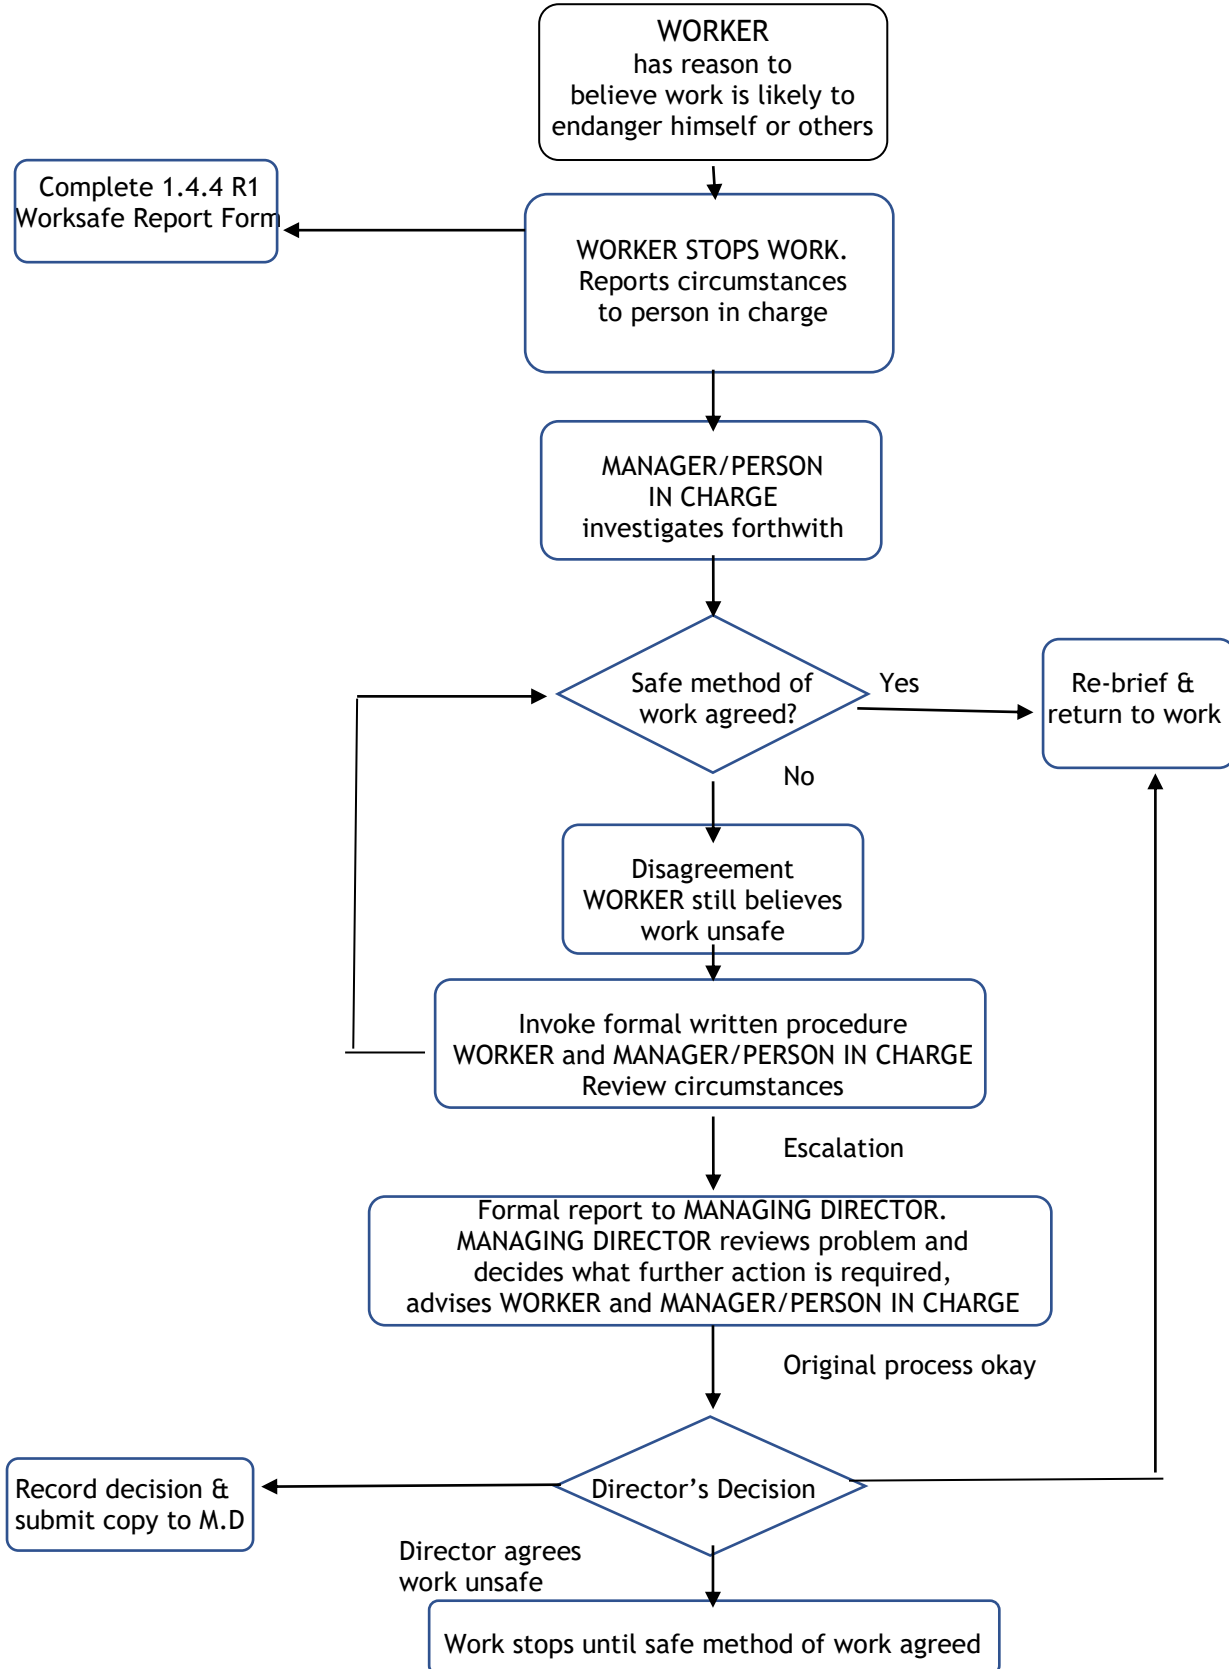 WORKER
has reason to
believe work is likely to
endanger himself or others
Complete 1.4.4 R1
Worksafe Report Form
WORKER STOPS WORK.
Reports circumstances
to person in charge
MANAGER/PERSON
IN CHARGE
investigates forthwith
Safe method of
work agreed?
Yes
Re-brief &
return to work
No
Disagreement
WORKER still believes
work unsafe
Invoke formal written procedure
WORKER and MANAGER/PERSON IN CHARGE
Review circumstances
Escalation
Formal report to MANAGING DIRECTOR.
MANAGING DIRECTOR reviews problem and
decides what further action is required,
advises WORKER and MANAGER/PERSON IN CHARGE
Original process okay
Director’s Decision
Record decision &
submit copy to M.D
Director agrees
work unsafe
Work stops until safe method of work agreed